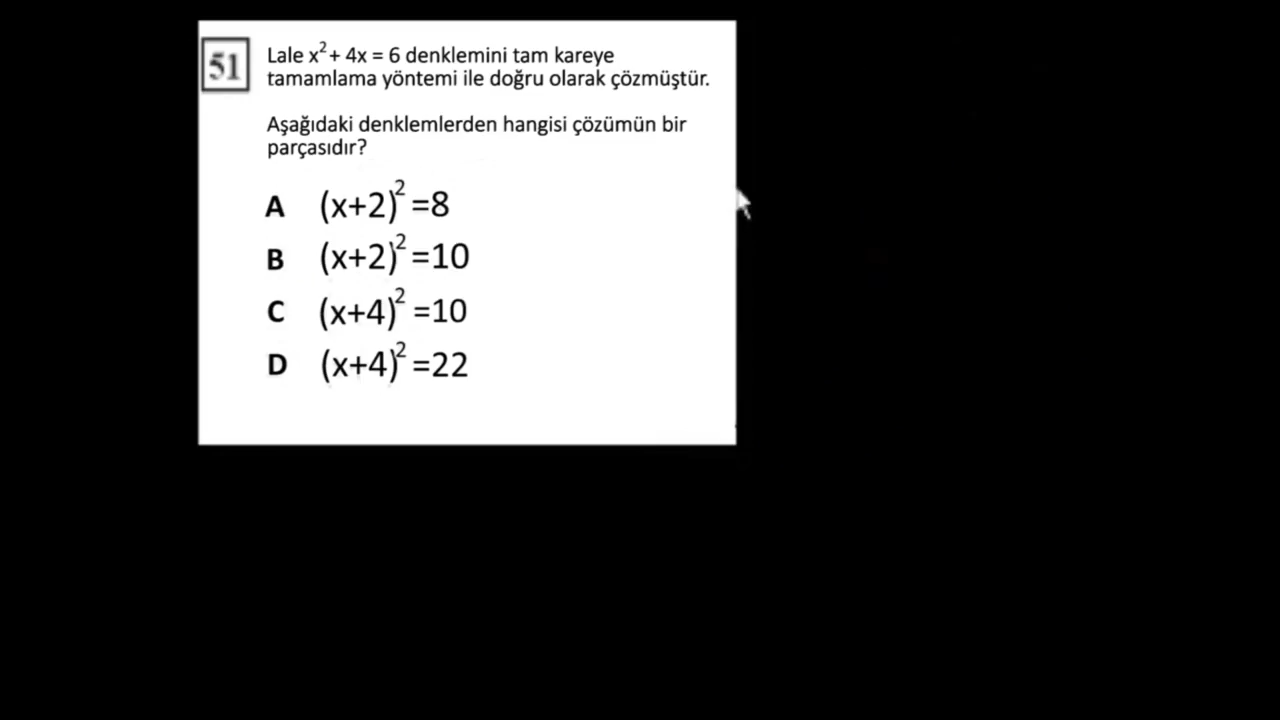 51
Lale x² + 4x = 6 denklemini tam kareye
tamamlama yöntemi ile doğru olarak çözmüştür.
Aşağıdaki denklemlerden hangisi çözümün bir
parçasıdır?
A (x+2)² =8
B (x+2)² =10
C (x+4)² =10
D (x+4)² =22